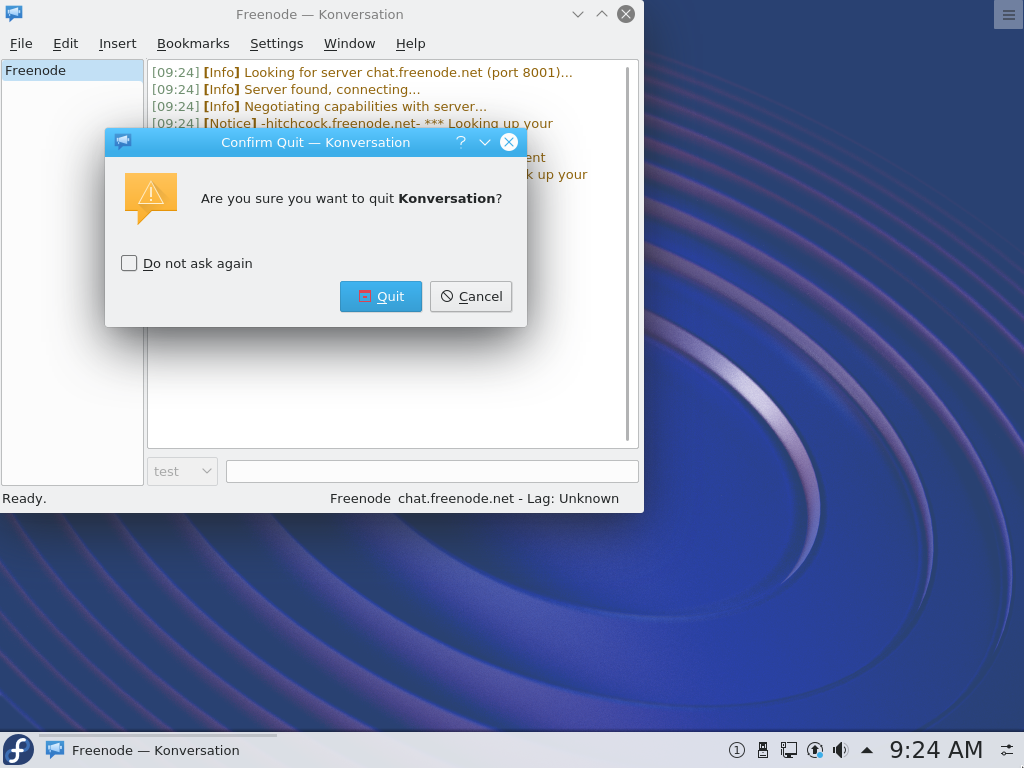 Freenode — Konversation
File Edit Insert Bookmarks Settings Window Help
Freenode
[09:24] [Info] Looking for server chat.freenode.net (port 8001)...
[09:24] [Info] Server found, connecting...
[09:24] [Info] Negotiating capabilities with server...
[09:24] [Notice] -hitchcock.freenode.net- *** Looking up your
ent
k up your
Confirm Quit — Konversation
Are you sure you want to quit Konversation?
Do not ask again
Quit Cancel
test
Ready. Freenode chat.freenode.net - Lag: Unknown
Freenode — Konversation 1 9:24 AM